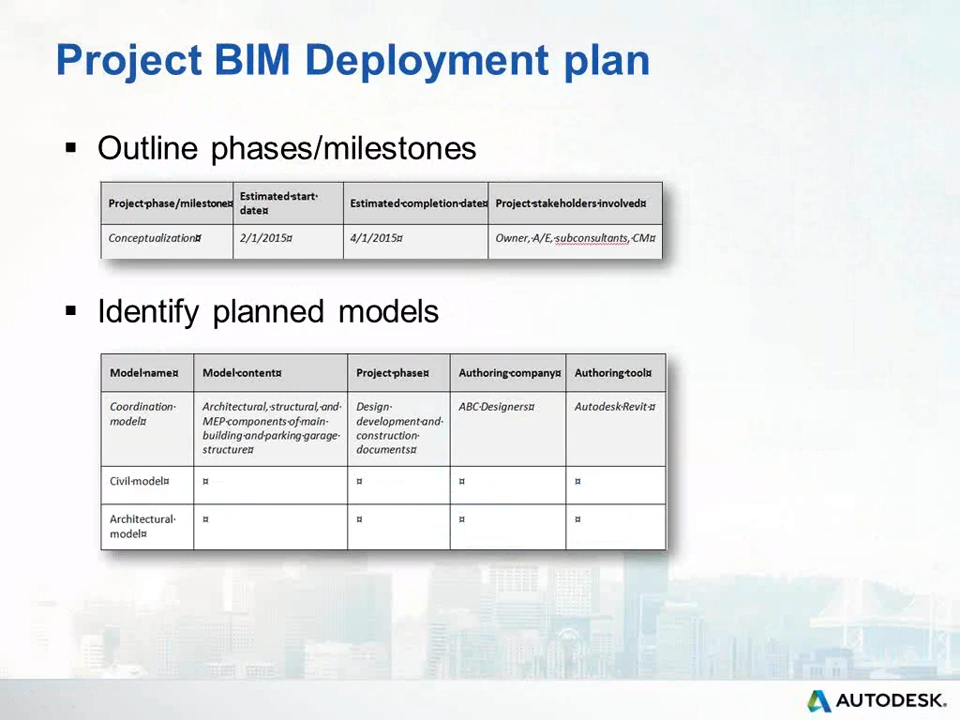 Project BIM Deployment plan
▪ Outline phases/milestones
Project·phase/milestone¤ Estimated·start· Estimated·completion·date¤ Project·stakeholders·involved¤
date¤
Conceptualization¤ 2/1/2015¤ 4/1/2015¤ Owner,·A/E,·subconsultants,·CM¤
▪ Identify planned models
Model·name¤ Model·content¤ Project·phase¤ Authoring·company¤ Authoring·tool¤
Coordination· Architectural,·structural,·and· Design· ABC·Designers¤ Autodesk·Revit·¤
model¤ MEP·components·of·main· development·and·
building·and·parking·garage· construction·
structure¤ documents¤
Civil·model¤ ¤ ¤ ¤ ¤
Architectural· ¤ ¤ ¤ ¤
model¤
AUTODESK.